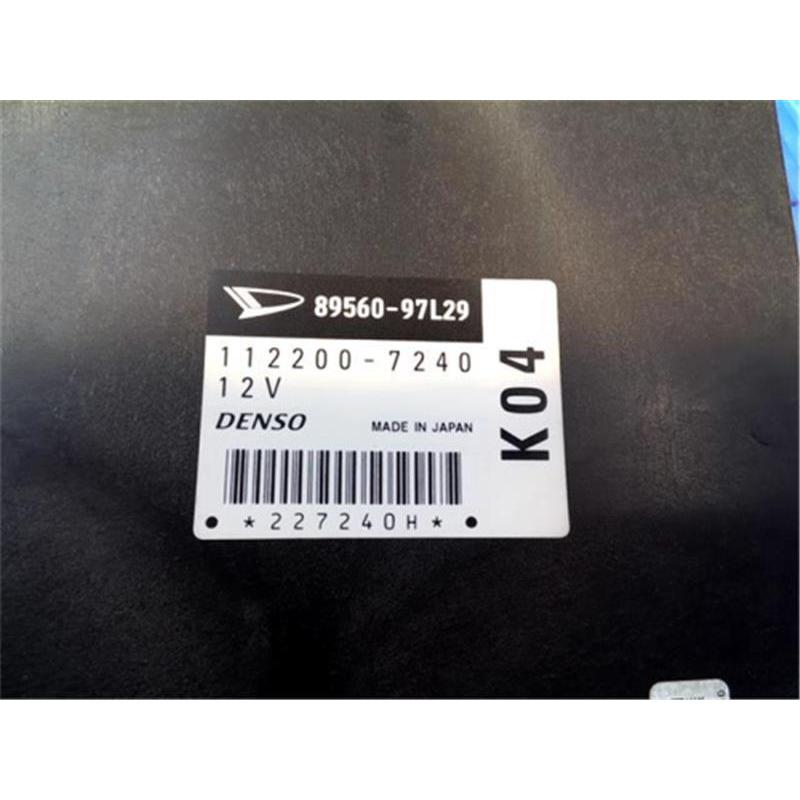 89560-97L29
112200-7240
12V
DENSO MADE IN JAPAN
*227240H*
K04